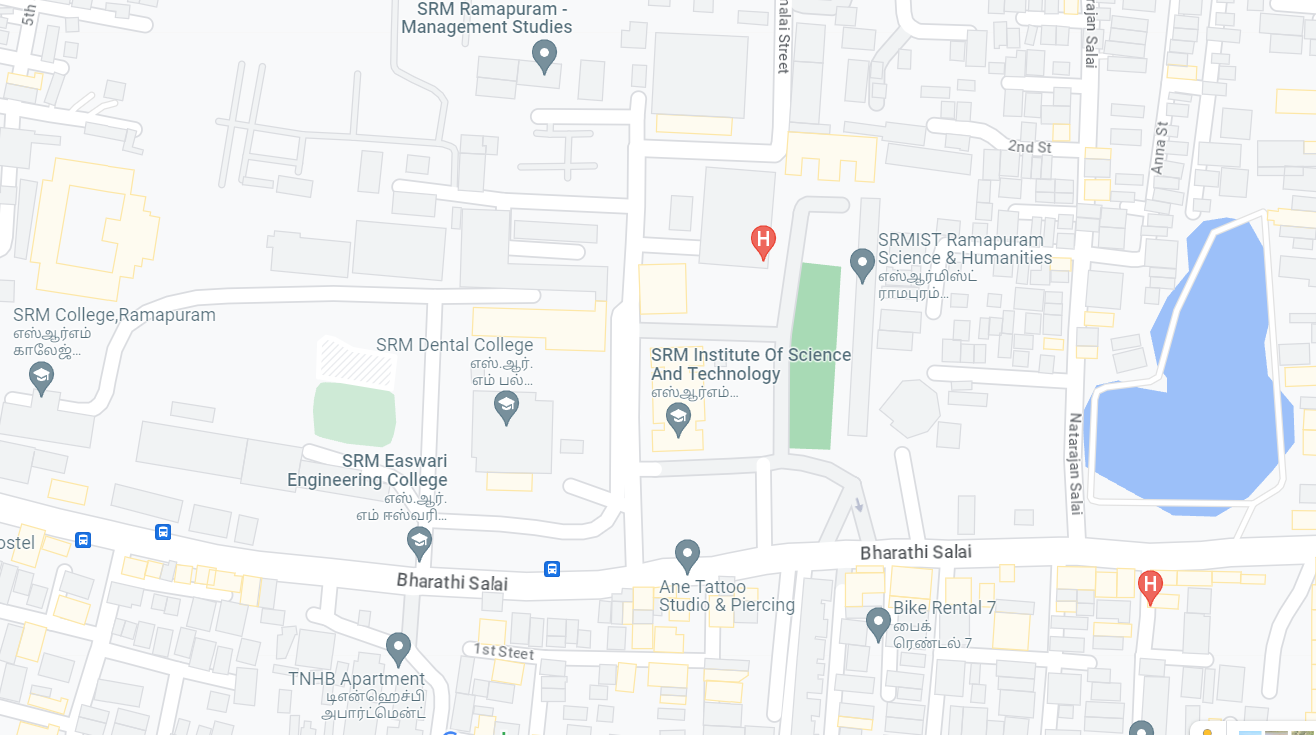 5th
SRM Ramapuram -
Management Studies
malai Street
rajan Salai
2nd St
Anna St
SRMIST Ramapuram
Science & Humanities
எஸ்ஆர்மிஸ்ட்
ராமபுரம்...
H
SRM College,Ramapuram
எஸ்ஆர்எம்
காலேஜ்...
SRM Dental College
எஸ்.ஆர்.
எம் பல்...
SRM Institute Of Science
And Technology
எஸ்ஆர்எம்...
SRM Easwari
Engineering College
எஸ்.ஆர்.
எம் ஈஸ்வரி...
Natarajan Salai
ostel
Bharathi Salai
Bharathi Salai
Ane Tattoo
Studio & Piercing
H
Bike Rental 7
பைக்
ரெண்டல் 7
1st Steet
TNHB Apartment
டிஎன்ஹெச்பி
அபார்ட்மென்ட்